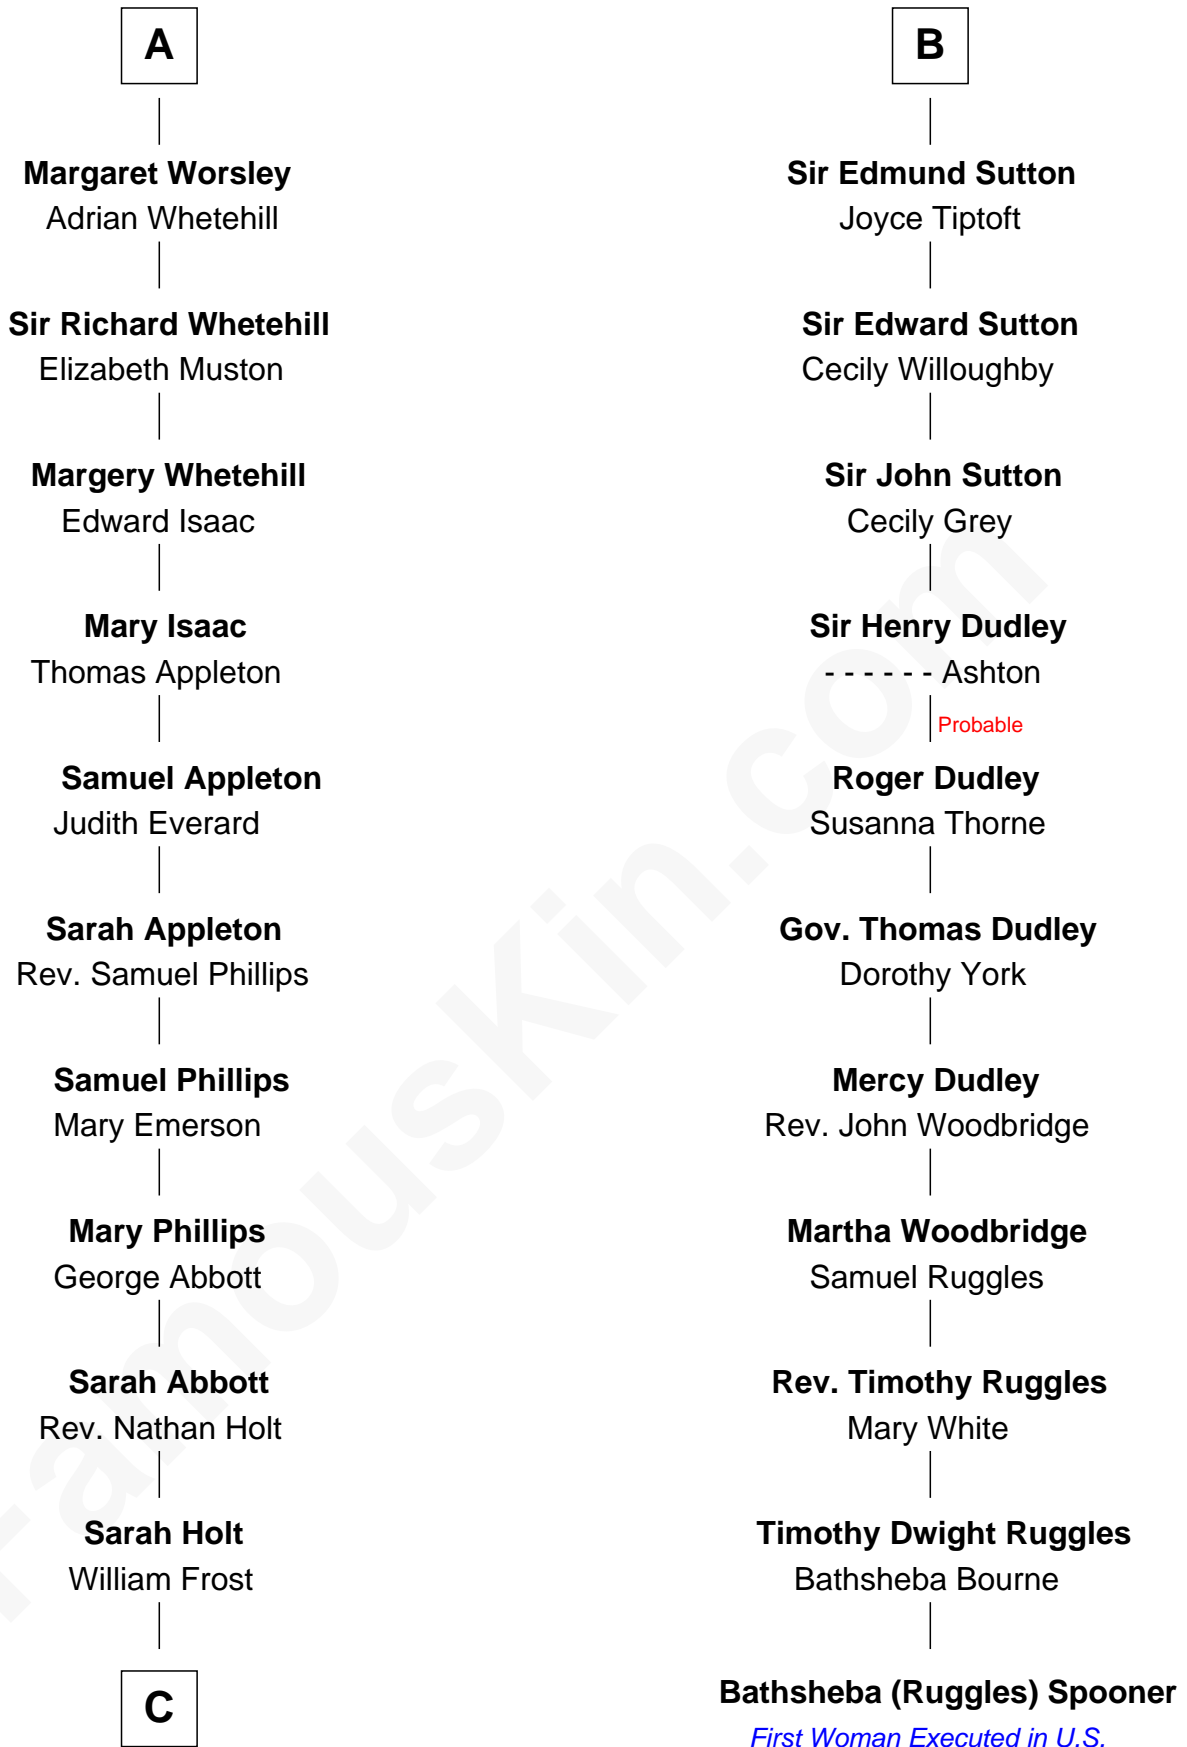 A
Margaret Worsley
Adrian Whetehill
Sir Richard Whetehill
Elizabeth Muston
Margery Whetehill
Edward Isaac
Mary Isaac
Thomas Appleton
Samuel Appleton
Judith Everard
Sarah Appleton
Rev. Samuel Phillips
Samuel Phillips
Mary Emerson
Mary Phillips
George Abbott
Sarah Abbott
Rev. Nathan Holt
Sarah Holt
William Frost
C
B
Sir Edmund Sutton
Joyce Tiptoft
Sir Edward Sutton
Cecily Willoughby
Sir John Sutton
Cecily Grey
Sir Henry Dudley
- - - - - - Ashton
Probable
Roger Dudley
Susanna Thorne
Gov. Thomas Dudley
Dorothy York
Mercy Dudley
Rev. John Woodbridge
Martha Woodbridge
Samuel Ruggles
Rev. Timothy Ruggles
Mary White
Timothy Dwight Ruggles
Bathsheba Bourne
Bathsheba (Ruggles) Spooner
First Woman Executed in U.S.
FamousKin.com